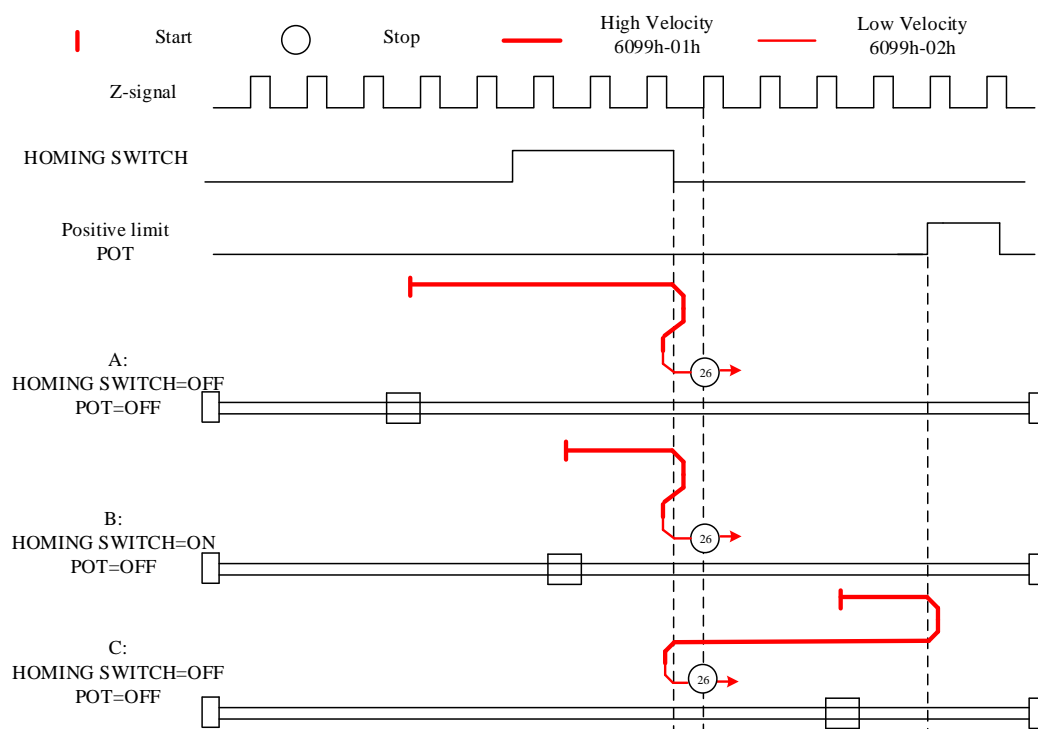 Start
Stop
High Velocity
6099h-01h
Low Velocity
6099h-02h
Z-signal
HOMING SWITCH
Positive limit
POT
A:
HOMING SWITCH=OFF
POT=OFF
26
B:
HOMING SWITCH=ON
POT=OFF
26
C:
HOMING SWITCH=OFF
POT=OFF
26